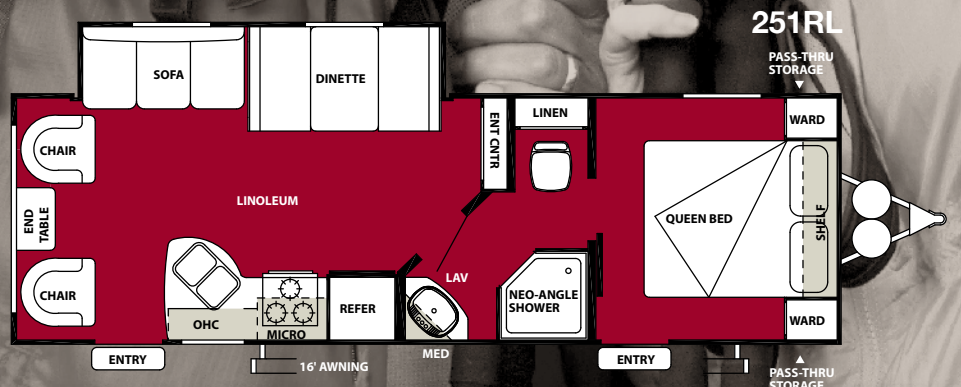 251RL
PASS-THRU
STORAGE
SOFA
DINETTE
WARD
LINEN
ENT CNTR
CHAIR
LINOLEUM
END
TABLE
QUEEN BED
SHELF
LAV
CHAIR
NEO-ANGLE
SHOWER
REFER
OHC
MICRO
WARD
MED
ENTRY
16' AWNING
ENTRY
PASS-THRU
STORAGE